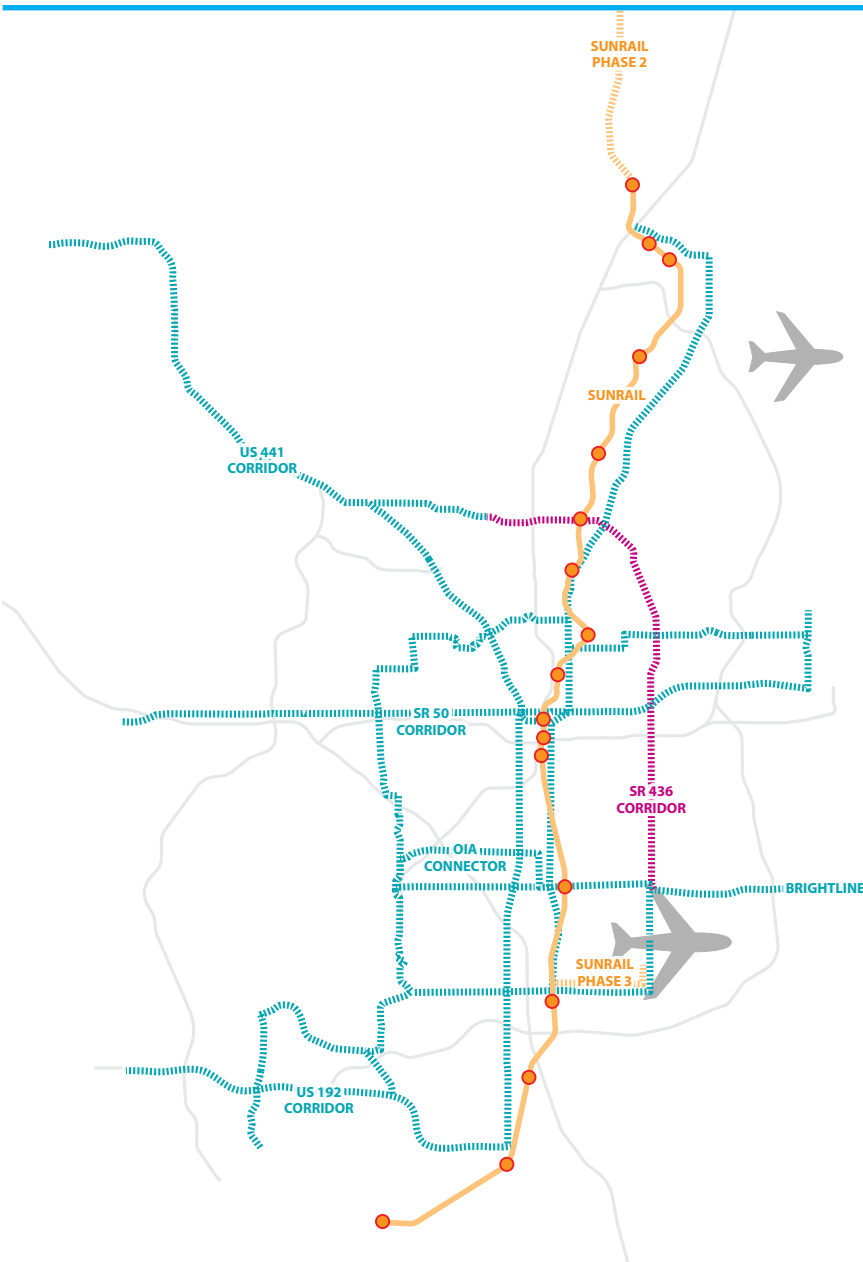 SUNRAIL
PHASE 2
SUNRAIL
US 441
CORRIDOR
SR 50
CORRIDOR
SR 436
CORRIDOR
OIA
CONNECTOR
BRIGHTLINE
SUNRAIL
PHASE 3
US 192
CORRIDOR